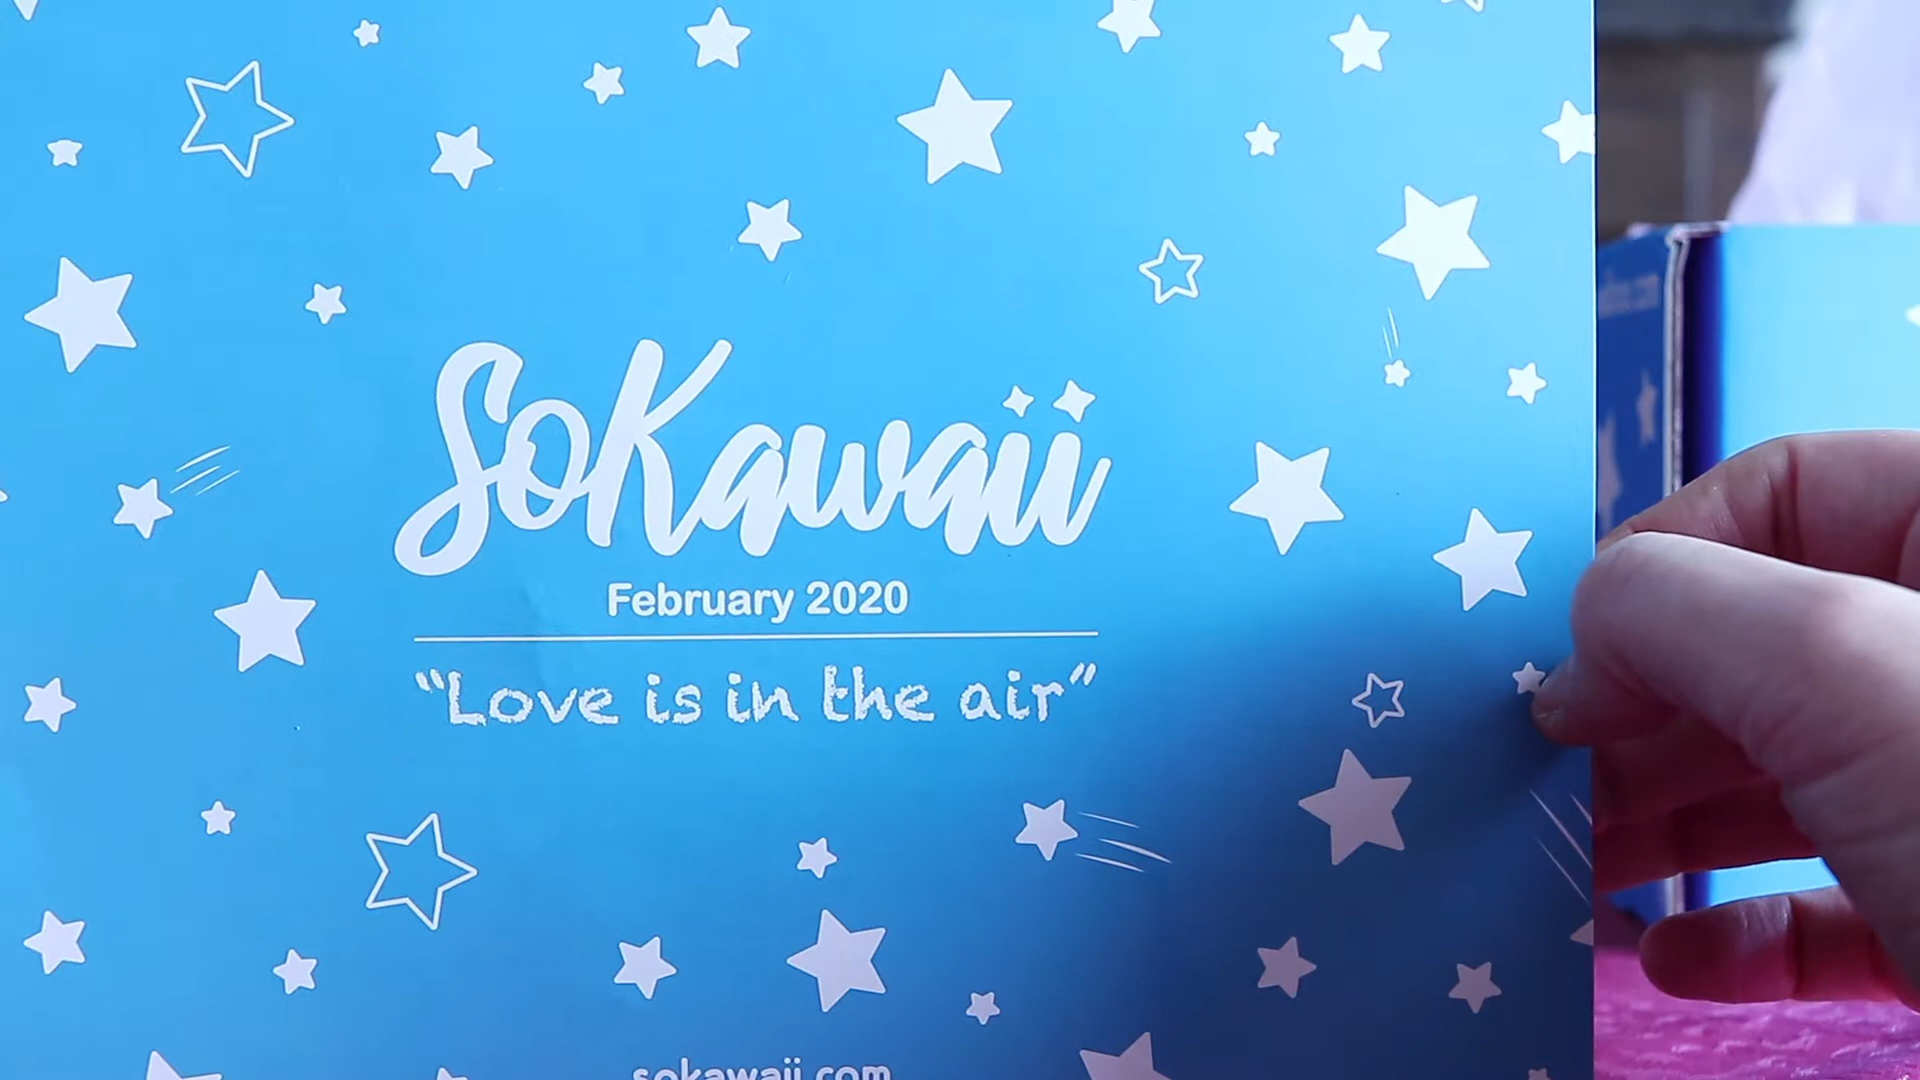 SoKawaii
February 2020
“Love is in the air”
sokawaii.com